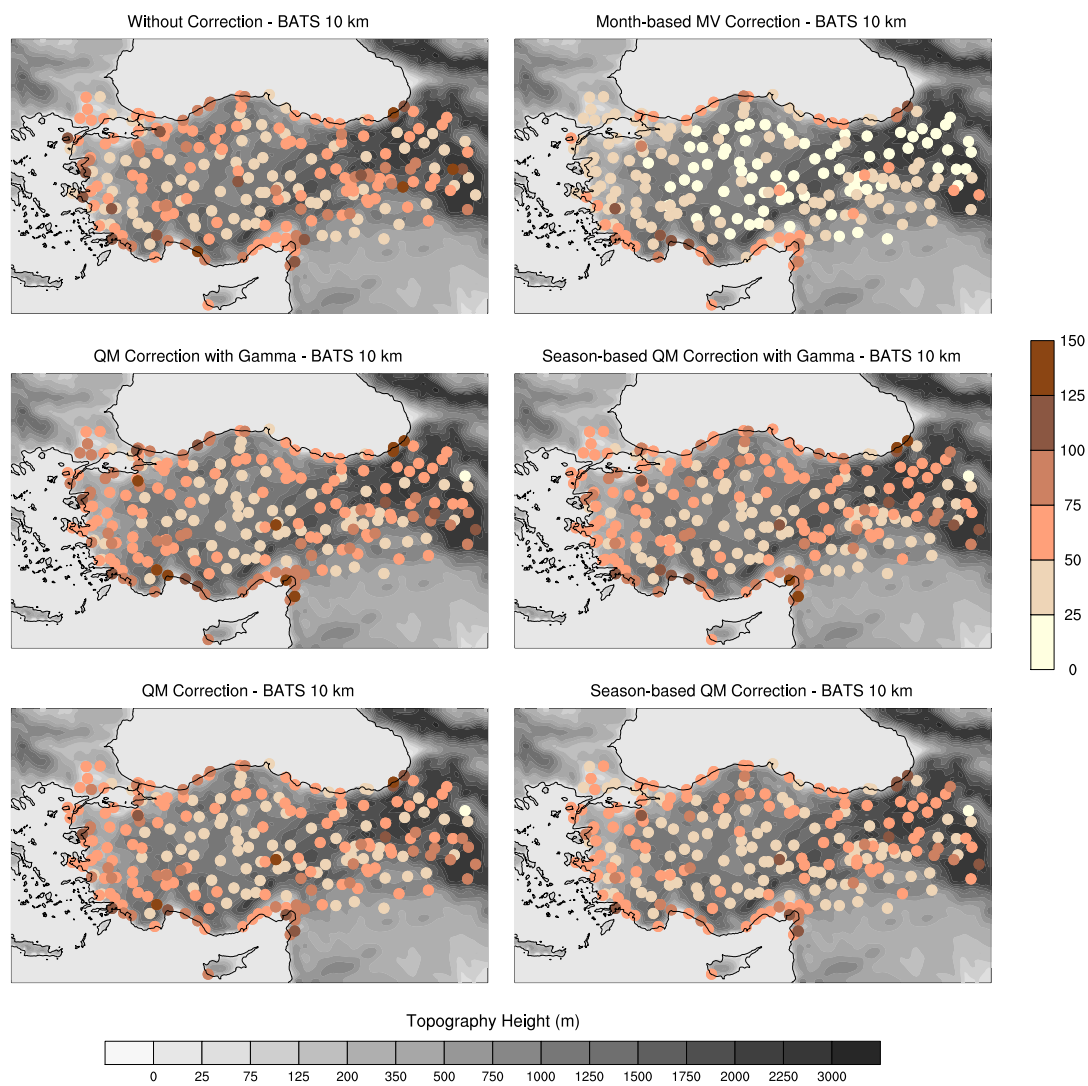 Without Correction - BATS 10 km
Month-based MV Correction - BATS 10 km
QM Correction with Gamma - BATS 10 km
Season-based QM Correction with Gamma - BATS 10 km
150
125
100
75
50
25
0
QM Correction - BATS 10 km
Season-based QM Correction - BATS 10 km
Topography Height (m)
0 25 75 125 200 350 500 750 1000 1250 1500 1750 2000 2250 3000